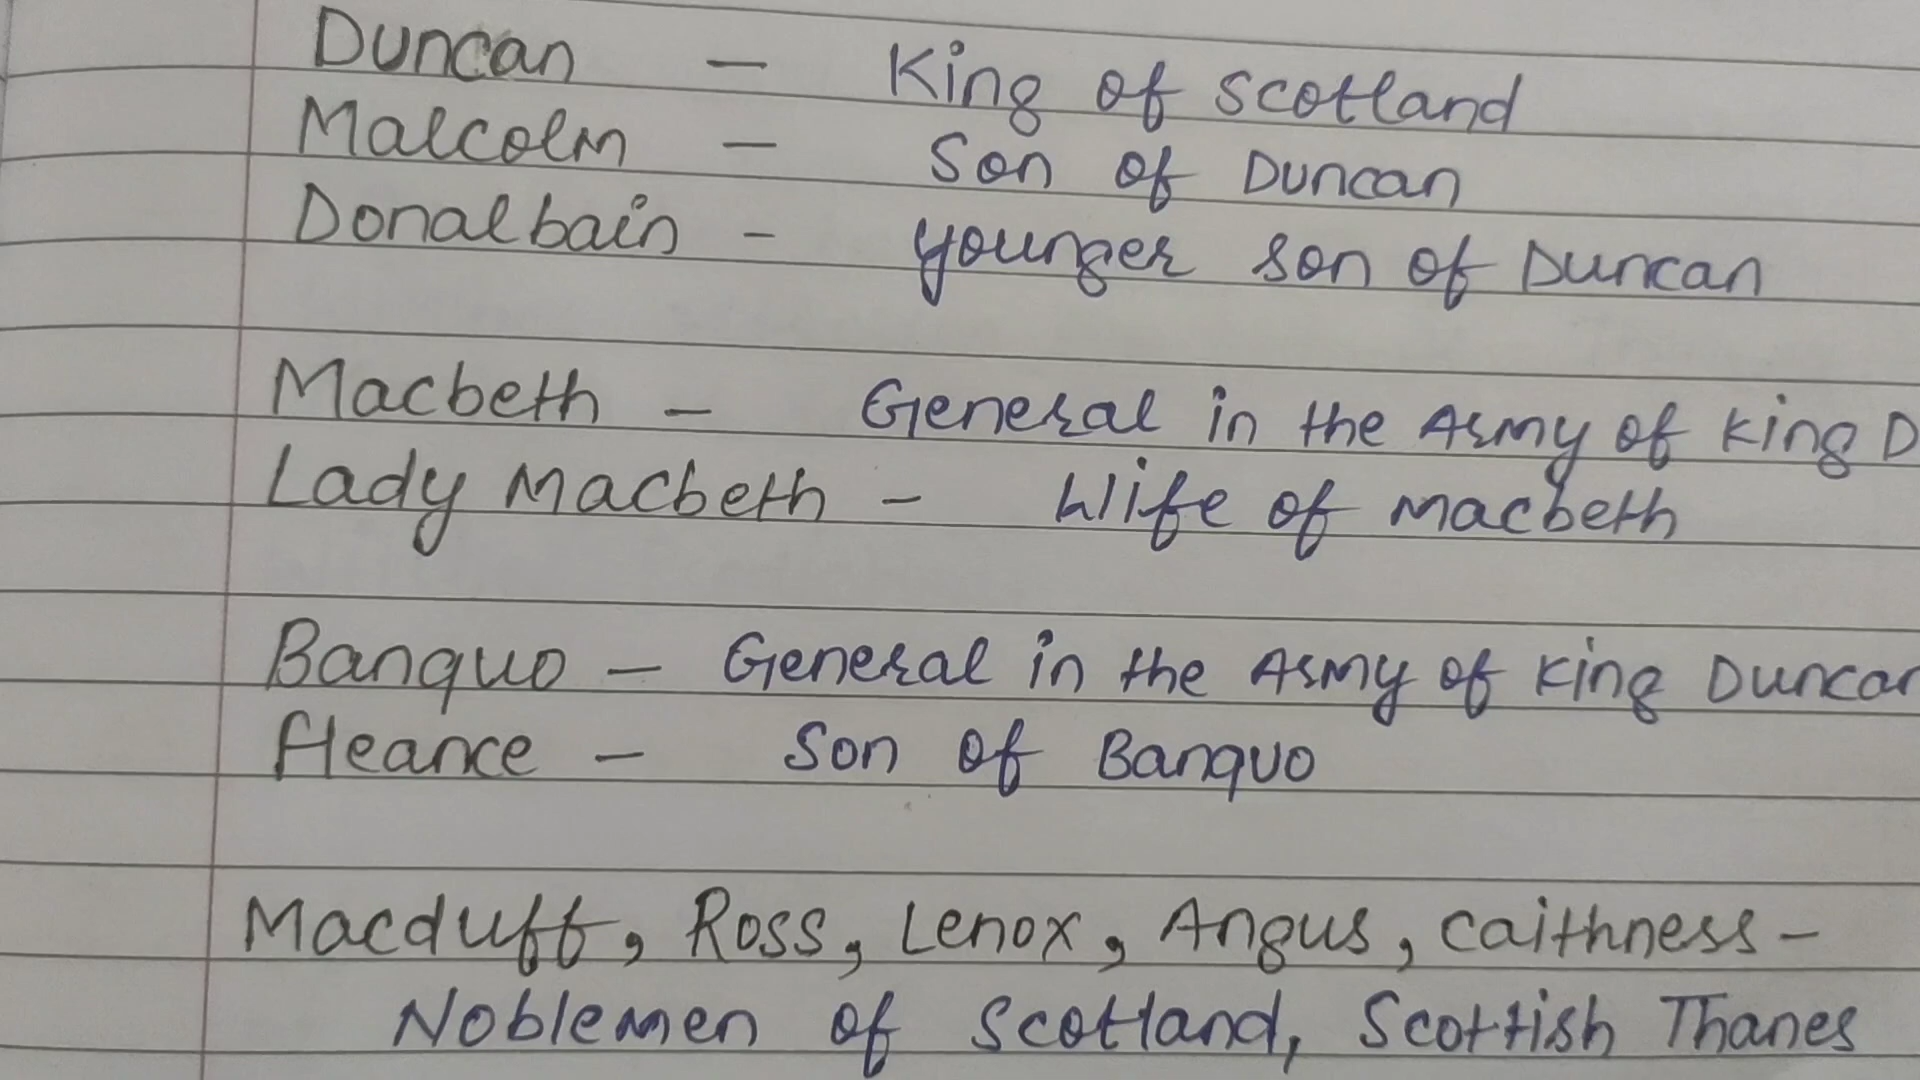 Duncan - King of Scotland
Malcolm - Son of Duncan
Donalbain - younger son of Duncan
Macbeth - General in the Army of King D
Lady Macbeth - Wife of Macbeth
Banquo - General in the Army of King Duncan
fleance - Son of Banquo
Macduff, Ross, Lenox, Angus, Caithness -
Noblemen of Scotland, Scottish Thanes